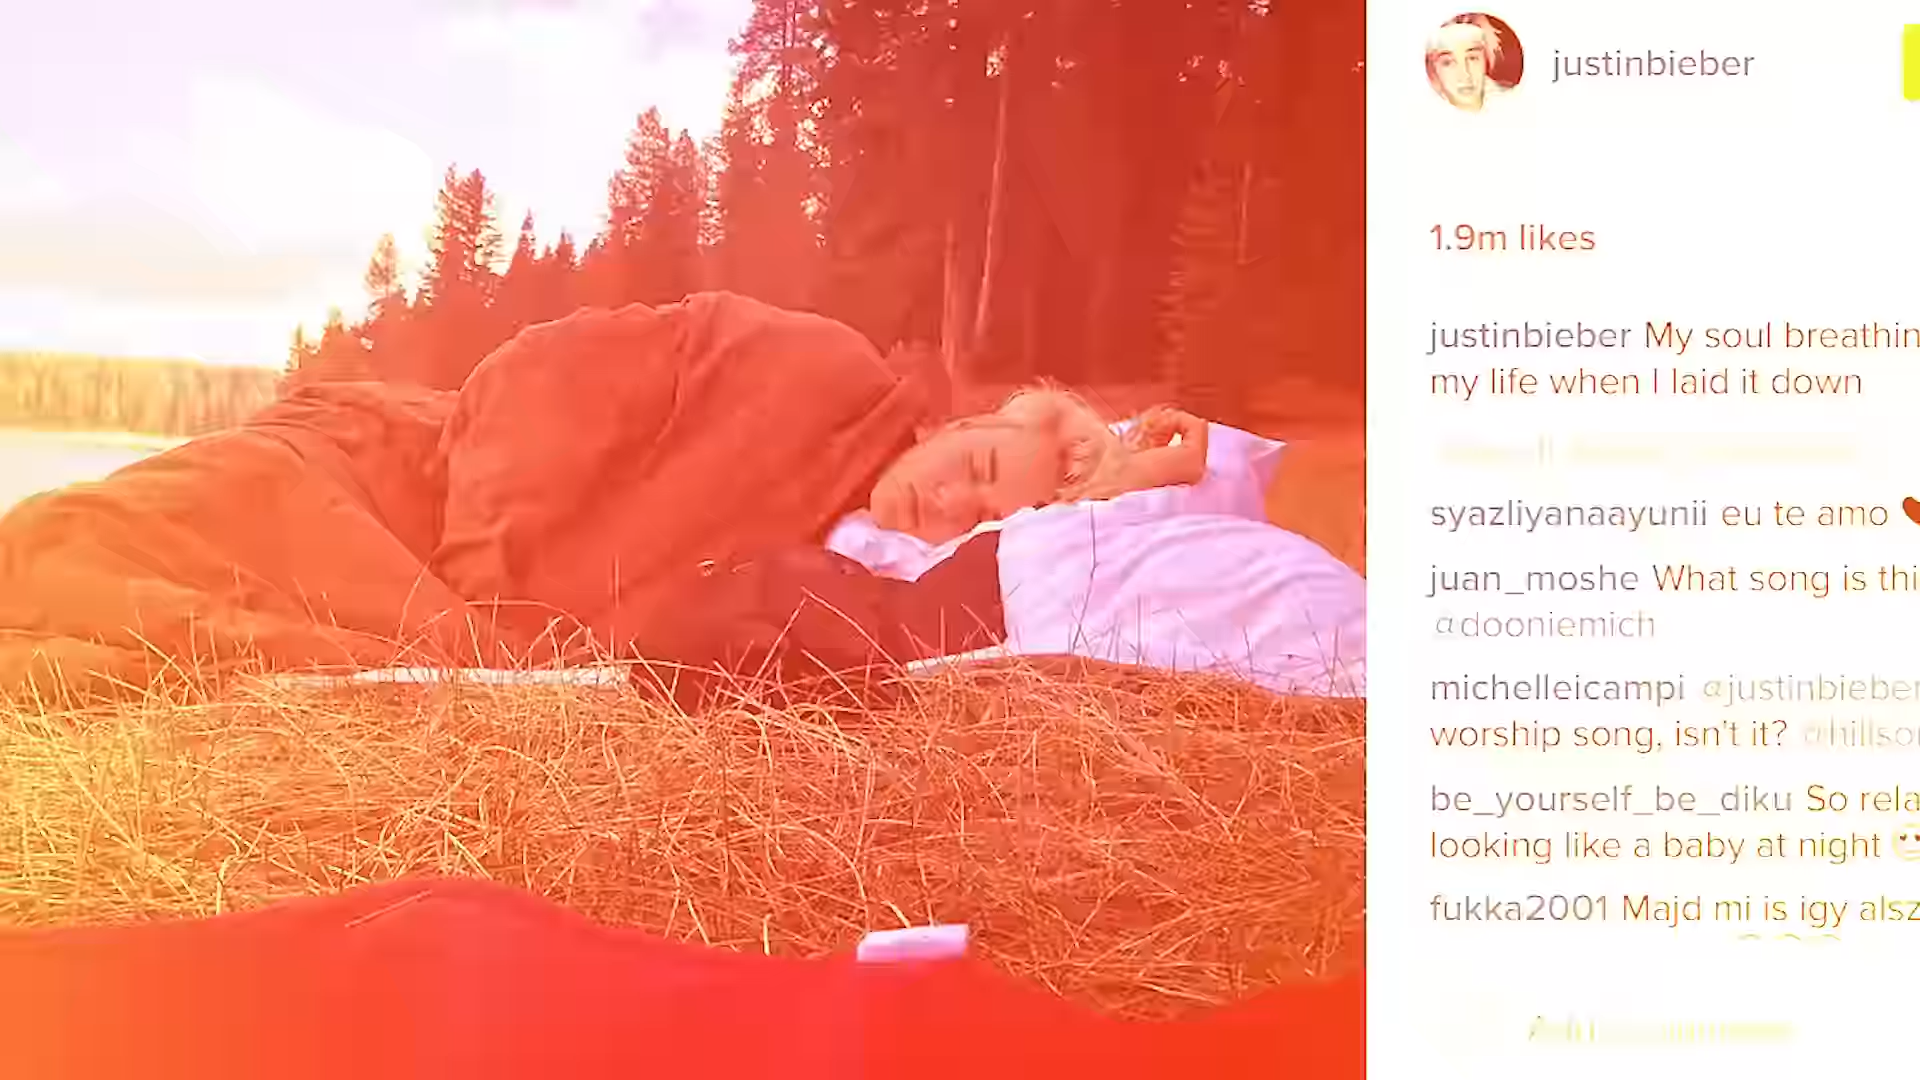 justinbieber
1.9m likes
justinbieber My soul breathin
my life when I laid it down
syazliyanaayunii eu te amo
juan_moshe What song is thi
@dooniemich
michelleicampi @justinbieber
worship song, isn't it? @hillso
be_yourself_be_diku So rela
looking like a baby at night
fukka2001 Majd mi is igy alsz